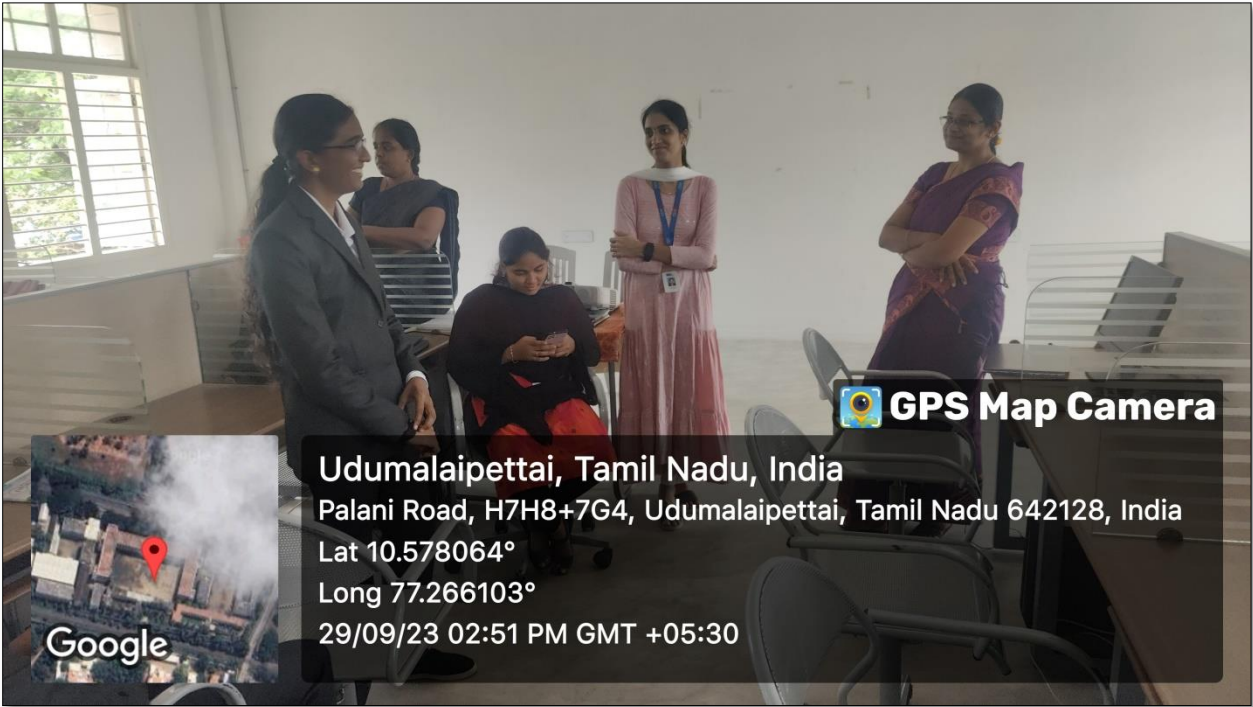 GPS Map Camera
Udumalaipettai, Tamil Nadu, India
Palani Road, H7H8+7G4, Udumalaipettai, Tamil Nadu 642128, India
Lat 10.578064°
Long 77.266103°
29/09/23 02:51 PM GMT +05:30
Google